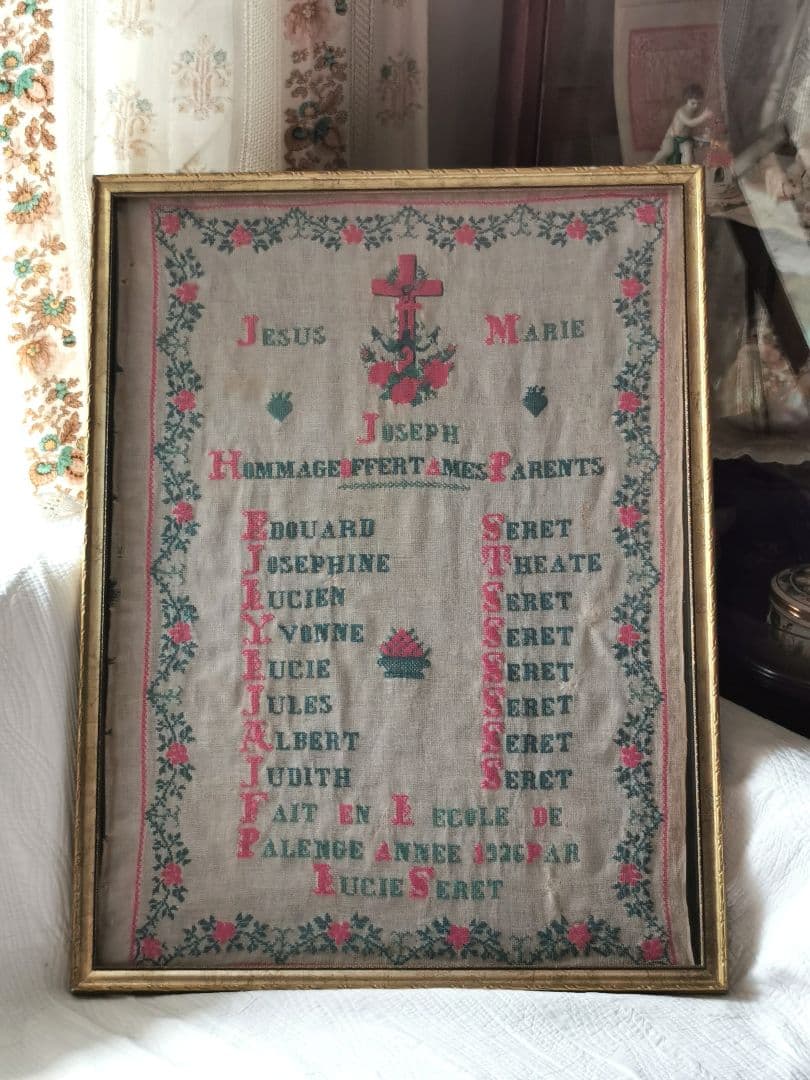 JESUS MARIE
JOSEPH
HOMMAGE OFFERT A MES PARENTS
EDOUARD SERET
JOSEPHINE THEATE
LUCIEN SERET
YVONNE SERET
LUCIE SERET
JULES SERET
ALBERT SERET
JUDITH SERET
FAIT EN L ECOLE DE
PALENGE ANNEE 1926 PAR
LUCIE SERET